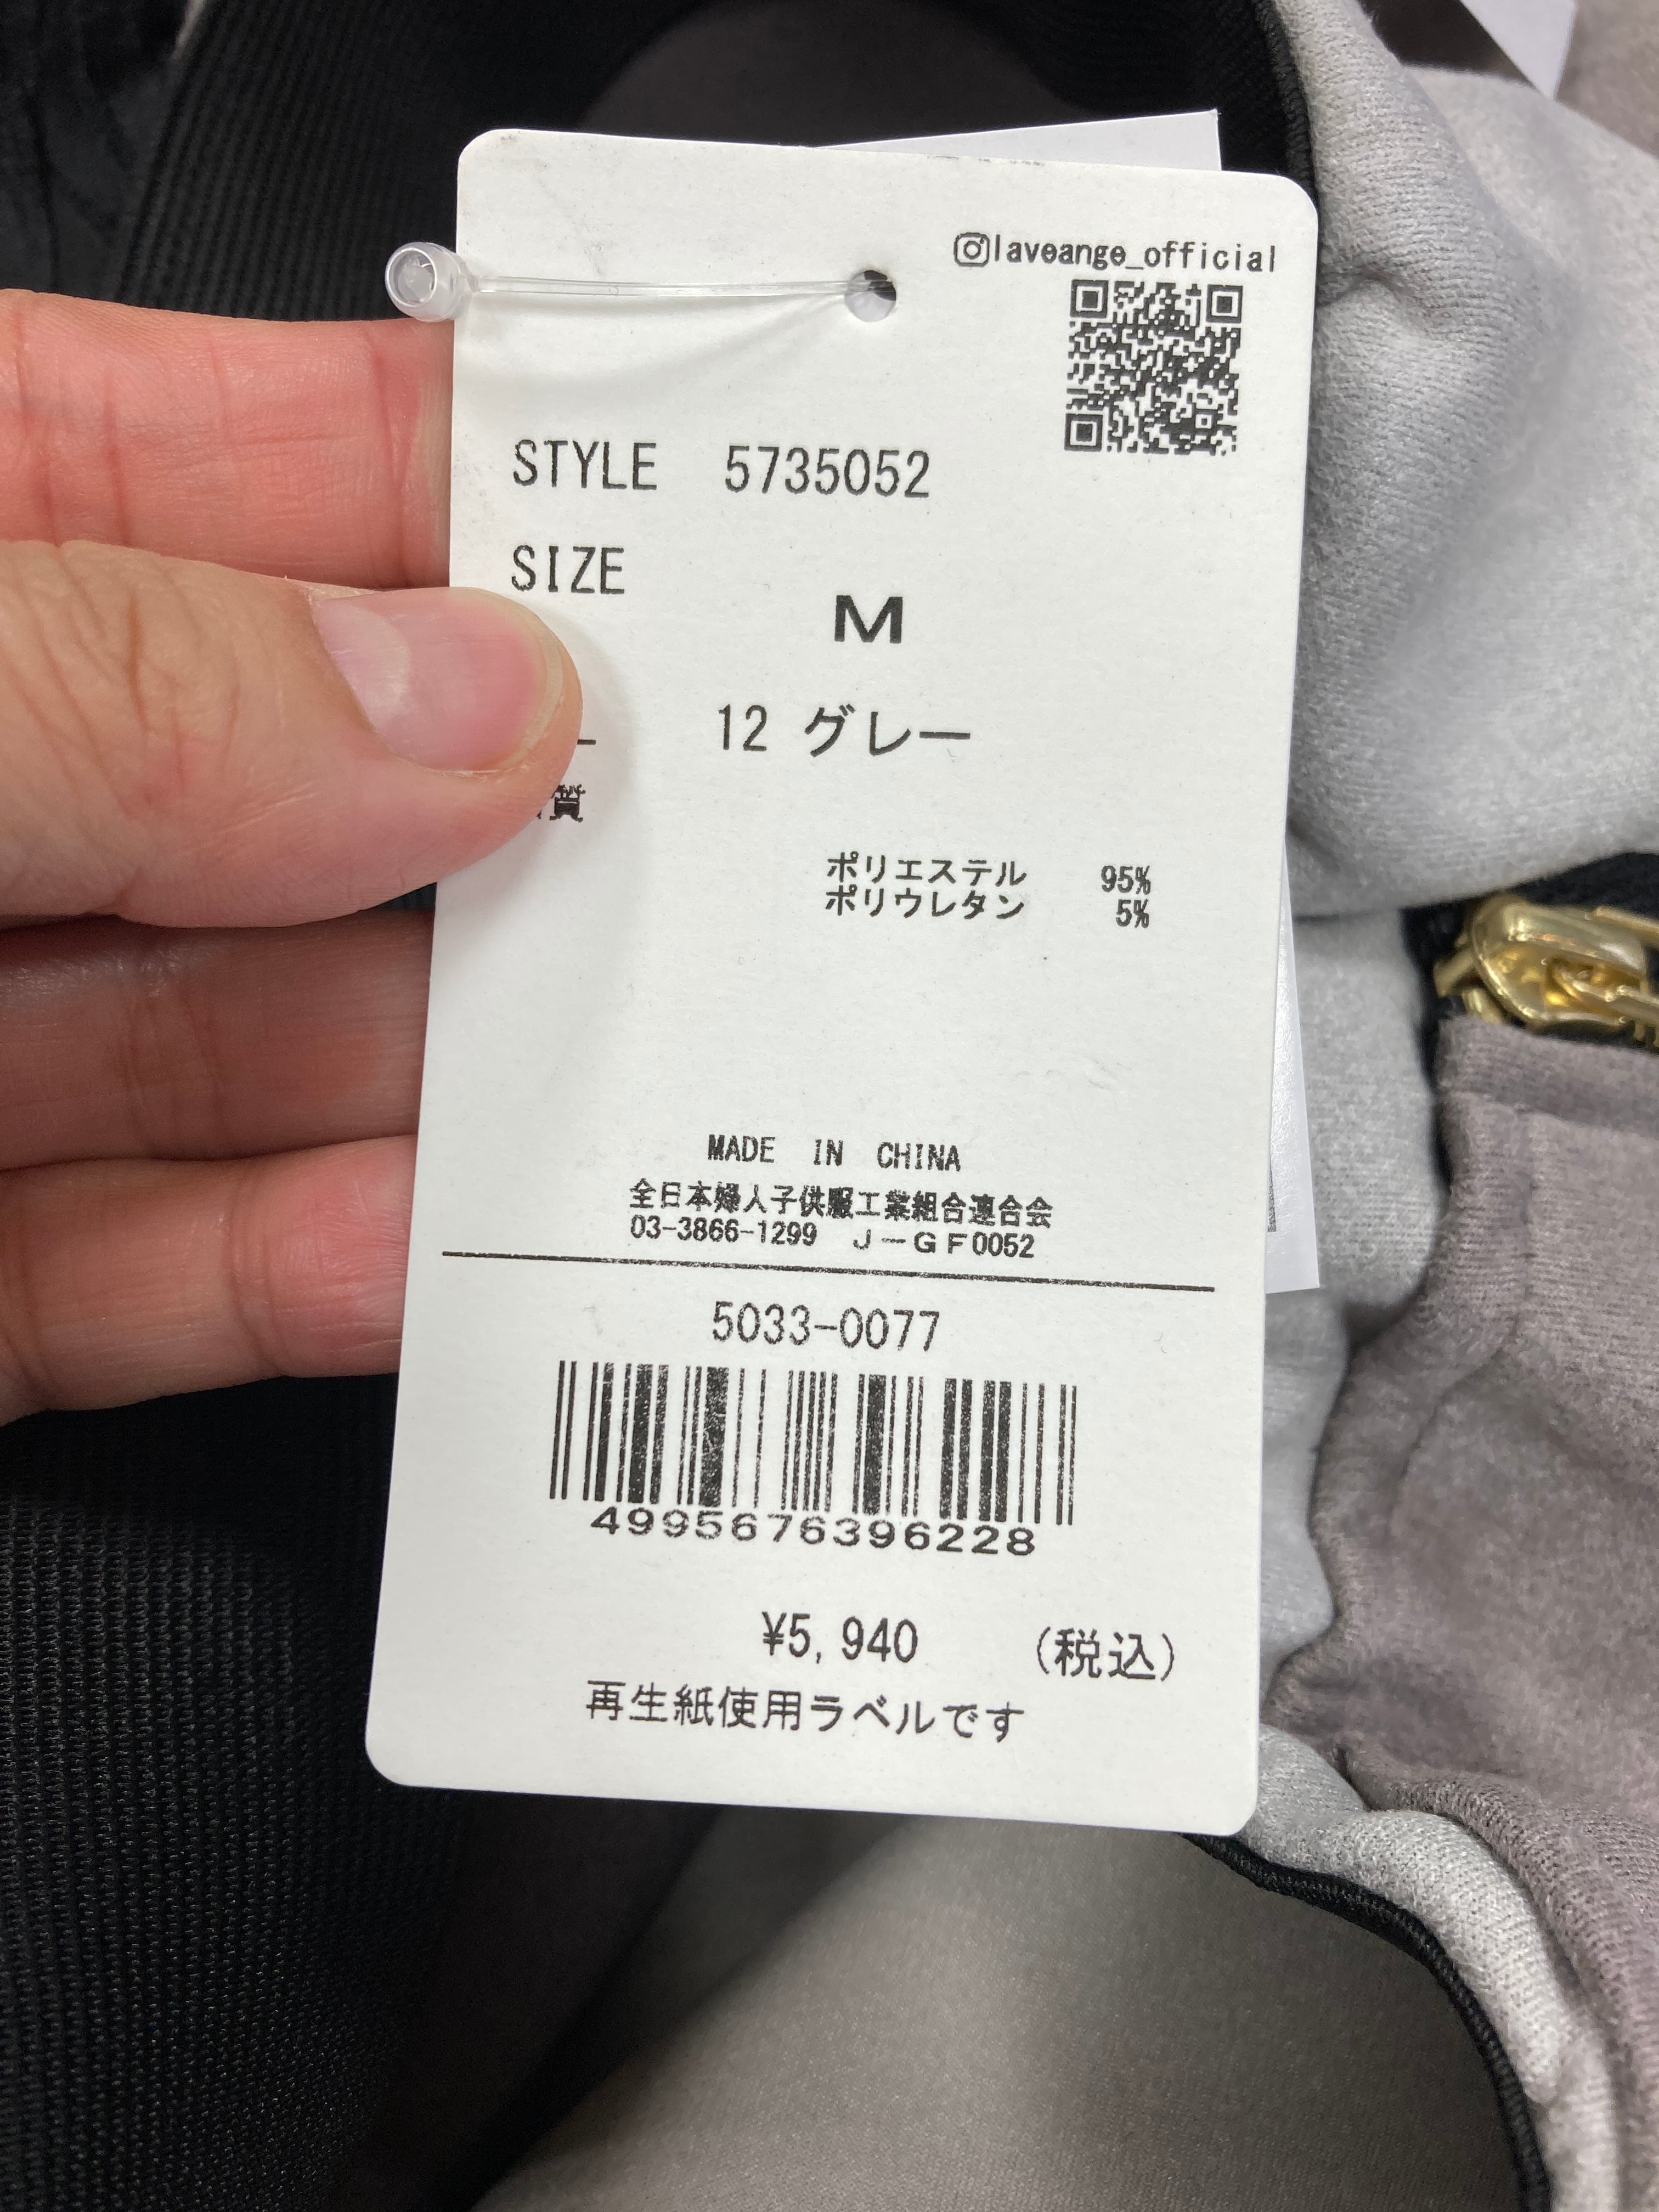 laveange_official
STYLE 5735052
SIZE
M
12 グレー
質
ポリエステル 95%
ポリウレタン 5%
MADE IN CHINA
全日本婦人子供服工業組合連合会
03-3866-1299 J-GF0052
5033-0077
4995676396228
¥5,940 (税込)
再生紙使用ラベルです